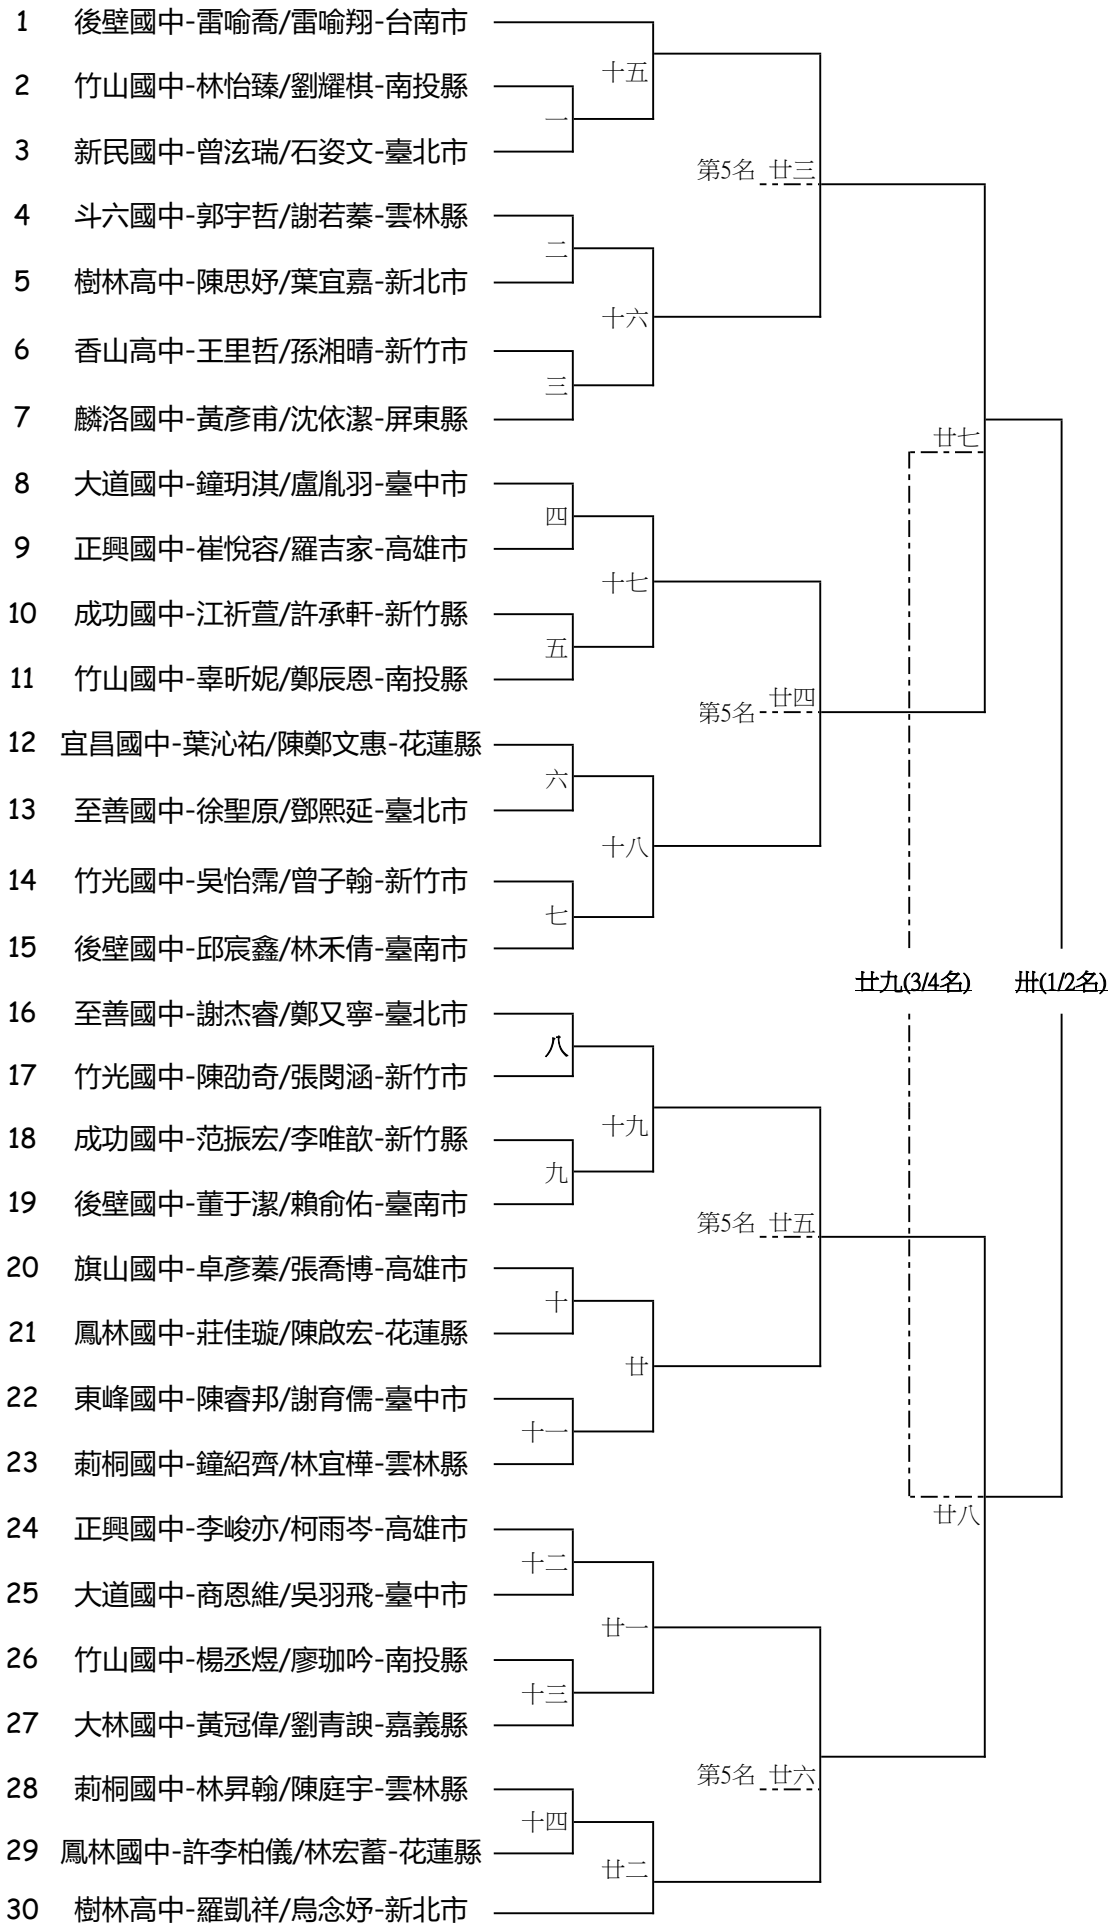 1 後壁國中-雷喻喬/雷喻翔-台南市
十五
2 竹山國中-林怡臻/劉耀棋-南投縣
一
3 新民國中-曾泫瑞/石姿文-臺北市
第5名 廿三
4 斗六國中-郭宇哲/謝若蓁-雲林縣
二
5 樹林高中-陳思妤/葉宜嘉-新北市
十六
6 香山高中-王里哲/孫湘晴-新竹市
三
7 麟洛國中-黃彥甫/沈依潔-屏東縣
廿七
8 大道國中-鐘玥淇/盧胤羽-臺中市
四
9 正興國中-崔悅容/羅吉家-高雄市
十七
10 成功國中-江祈萱/許承軒-新竹縣
五
11 竹山國中-辜昕妮/鄭辰恩-南投縣
第5名 廿四
12 宜昌國中-葉沁祐/陳鄭文惠-花蓮縣
六
13 至善國中-徐聖原/鄧熙延-臺北市
十八
14 竹光國中-吳怡霈/曾子翰-新竹市
七
15 後壁國中-邱宸鑫/林禾倩-臺南市
廿九(3/4名) 卅(1/2名)
16 至善國中-謝杰睿/鄭又寧-臺北市
八
17 竹光國中-陳劭奇/張閔涵-新竹市
十九
18 成功國中-范振宏/李唯歆-新竹縣
九
19 後壁國中-董于潔/賴俞佑-臺南市
第5名 廿五
20 旗山國中-卓彥蓁/張喬博-高雄市
十
21 鳳林國中-莊佳璇/陳啟宏-花蓮縣
廿
22 東峰國中-陳睿邦/謝育儒-臺中市
十一
23 莿桐國中-鐘紹齊/林宜樺-雲林縣
廿八
24 正興國中-李峻亦/柯雨岑-高雄市
十二
25 大道國中-商恩維/吳羽飛-臺中市
廿一
26 竹山國中-楊丞煜/廖珈吟-南投縣
十三
27 大林國中-黃冠偉/劉青諛-嘉義縣
第5名 廿六
28 莿桐國中-林昇翰/陳庭宇-雲林縣
十四
29 鳳林國中-許李柏儀/林宏蓄-花蓮縣
廿二
30 樹林高中-羅凱祥/烏念妤-新北市